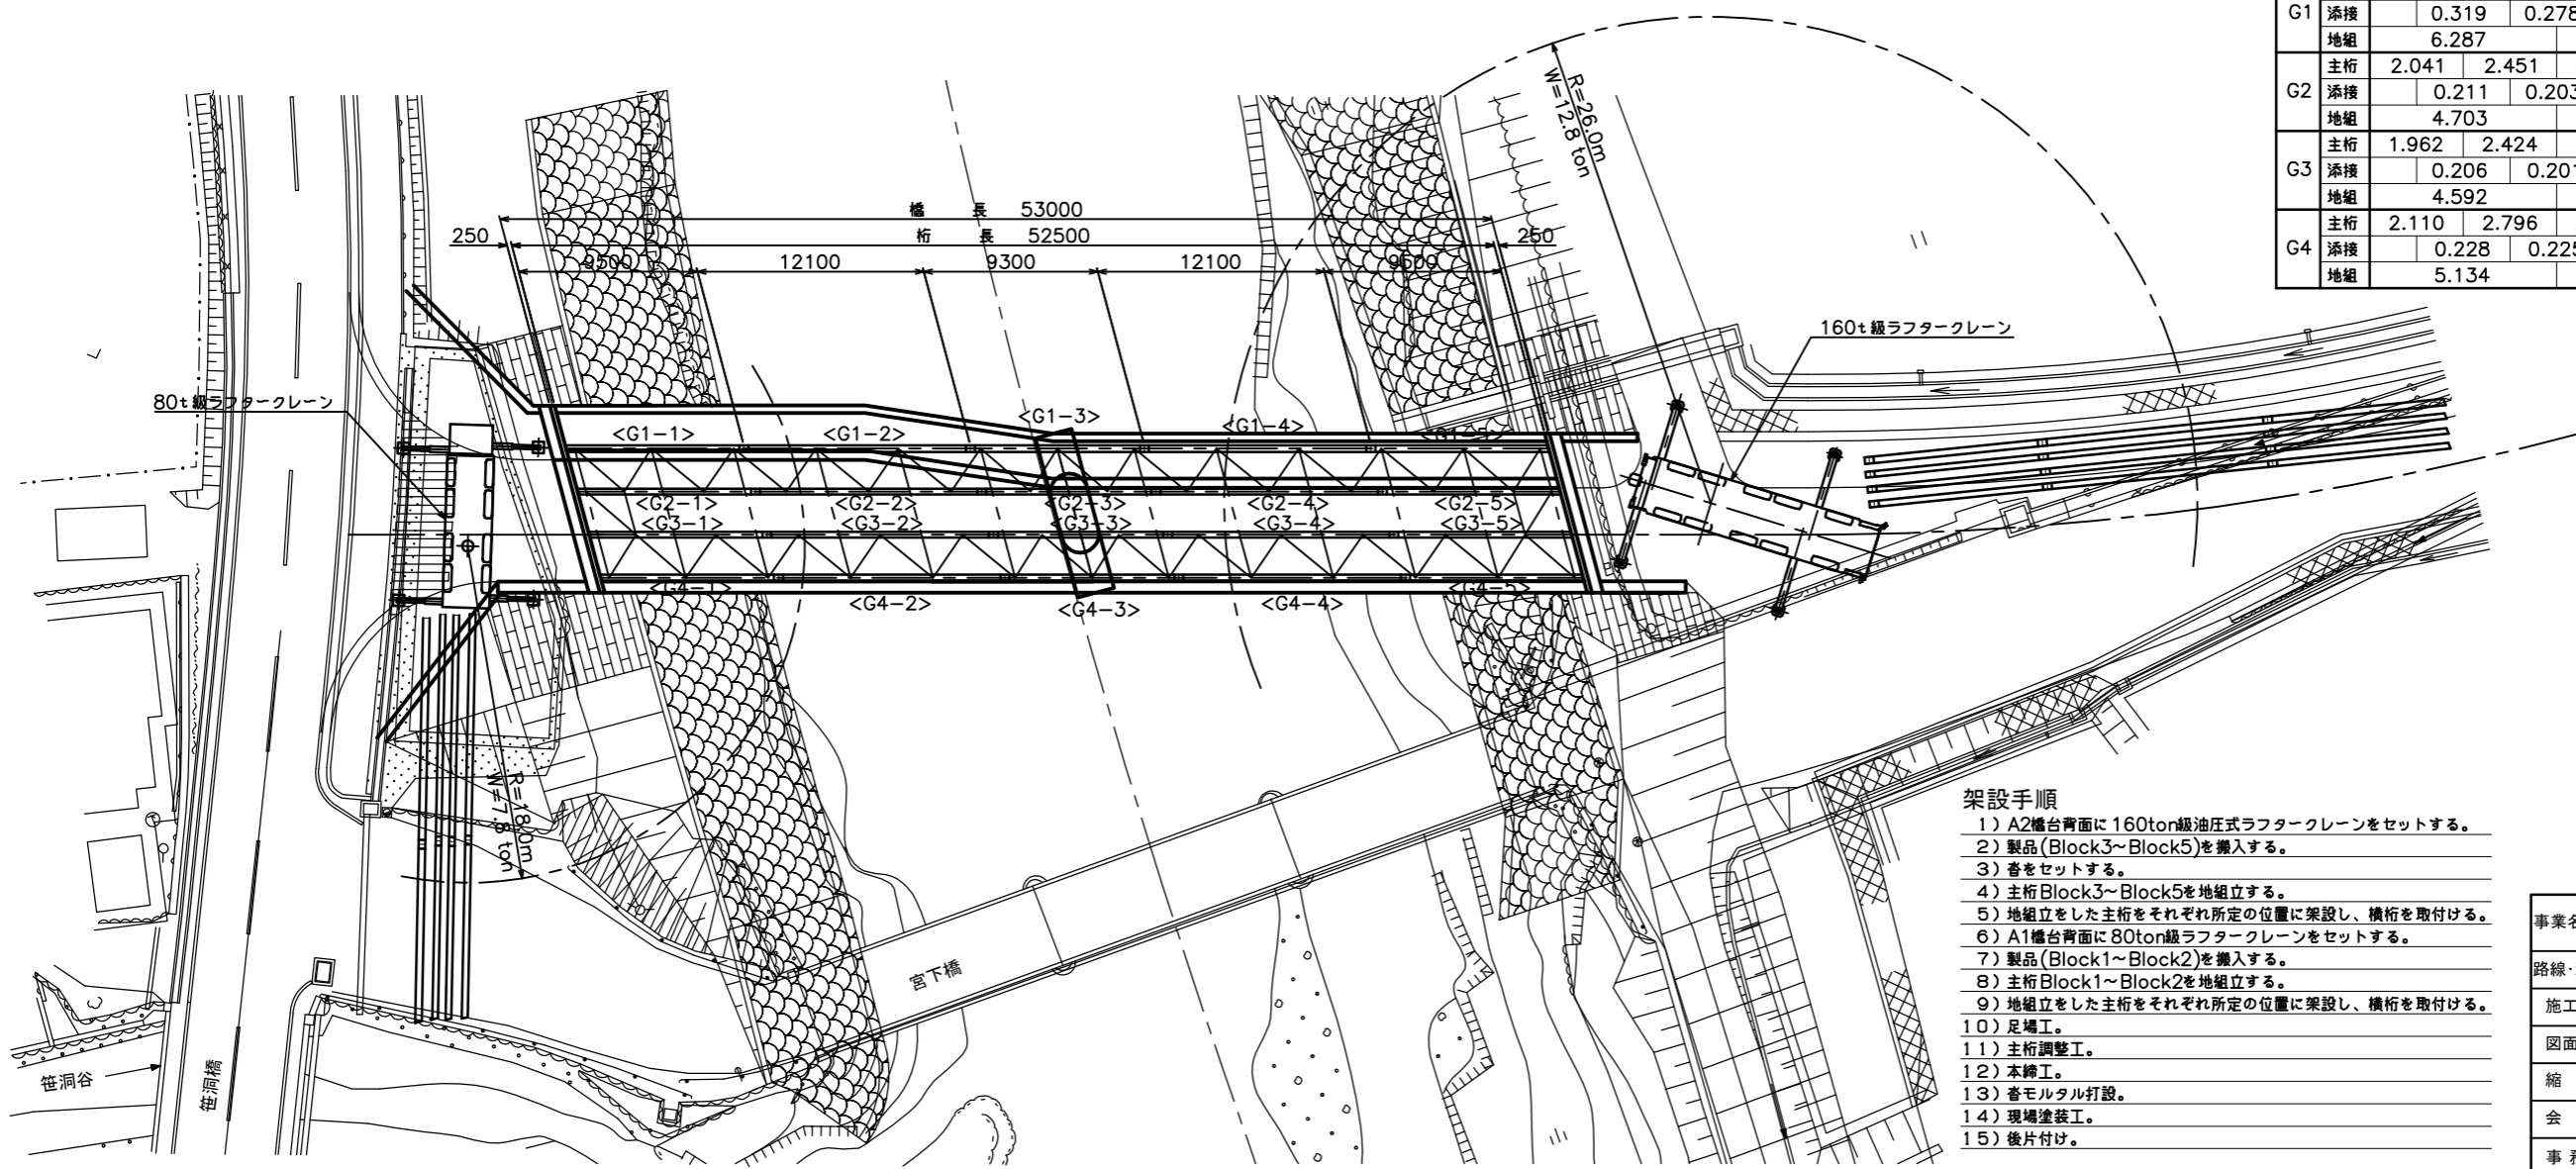 G1 添接 0.319 0.278
地組 6.287
主桁 2.041 2.451
G2 添接 0.211 0.203
地組 4.703
主桁 1.962 2.424
G3 添接 0.206 0.201
地組 4.592
主桁 2.110 2.796
G4 添接 0.228 0.225
地組 5.134
R=26.0m
W=12.8 ton
橋 長 53000
250 桁 長 52500 250
9500 12100 9300 12100 9500
160t級ラフタークレーン
80t級ラフタークレーン
<G1-1> <G1-2> <G1-3> <G1-4> <G1-5>
<G2-1> <G2-2> <G2-3> <G2-4> <G2-5>
<G3-1> <G3-2> <G3-3> <G3-4> <G3-5>
<G4-1> <G4-2> <G4-3> <G4-4> <G4-5>
R=18.0m
W=7.8 ton
宮下橋
笹洞谷
笹洞橋
架設手順
1) A2橋台背面に160ton級油圧式ラフタークレーンをセットする。
2) 製品(Block3~Block5)を搬入する。
3) 沓をセットする。
4) 主桁Block3~Block5を地組立する。
5) 地組立をした主桁をそれぞれ所定の位置に架設し、横桁を取付ける。
6) A1橋台背面に80ton級ラフタークレーンをセットする。
7) 製品(Block1~Block2)を搬入する。
8) 主桁Block1~Block2を地組立する。
9) 地組立をした主桁をそれぞれ所定の位置に架設し、横桁を取付ける。
10) 足場工。
11) 主桁調整工。
12) 本締工。
13) 沓モルタル打設。
14) 現場塗装工。
15) 後片付け。
事業名
路線・
施工
図面
縮
会
事務